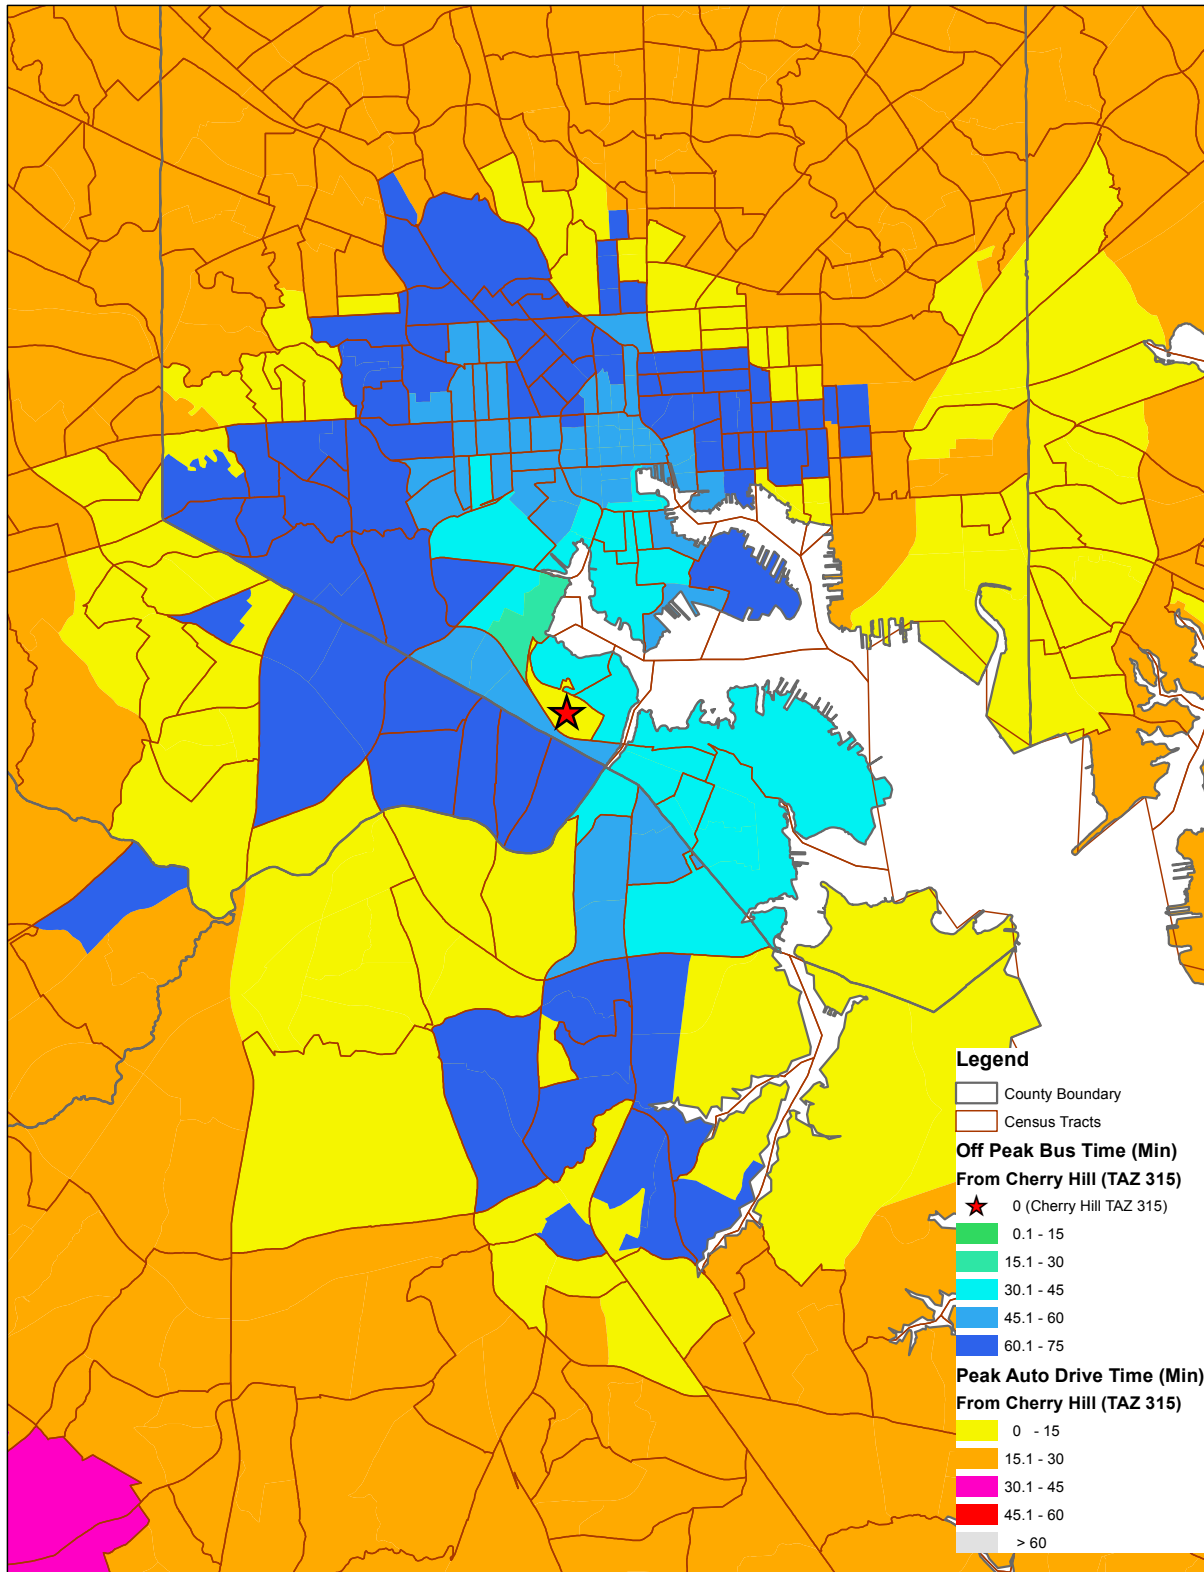 Legend
County Boundary
Census Tracts
Off Peak Bus Time (Min)
From Cherry Hill (TAZ 315)
0 (Cherry Hill TAZ 315)
0.1 - 15
15.1 - 30
30.1 - 45
45.1 - 60
60.1 - 75
Peak Auto Drive Time (Min)
From Cherry Hill (TAZ 315)
0 - 15
15.1 - 30
30.1 - 45
45.1 - 60
> 60